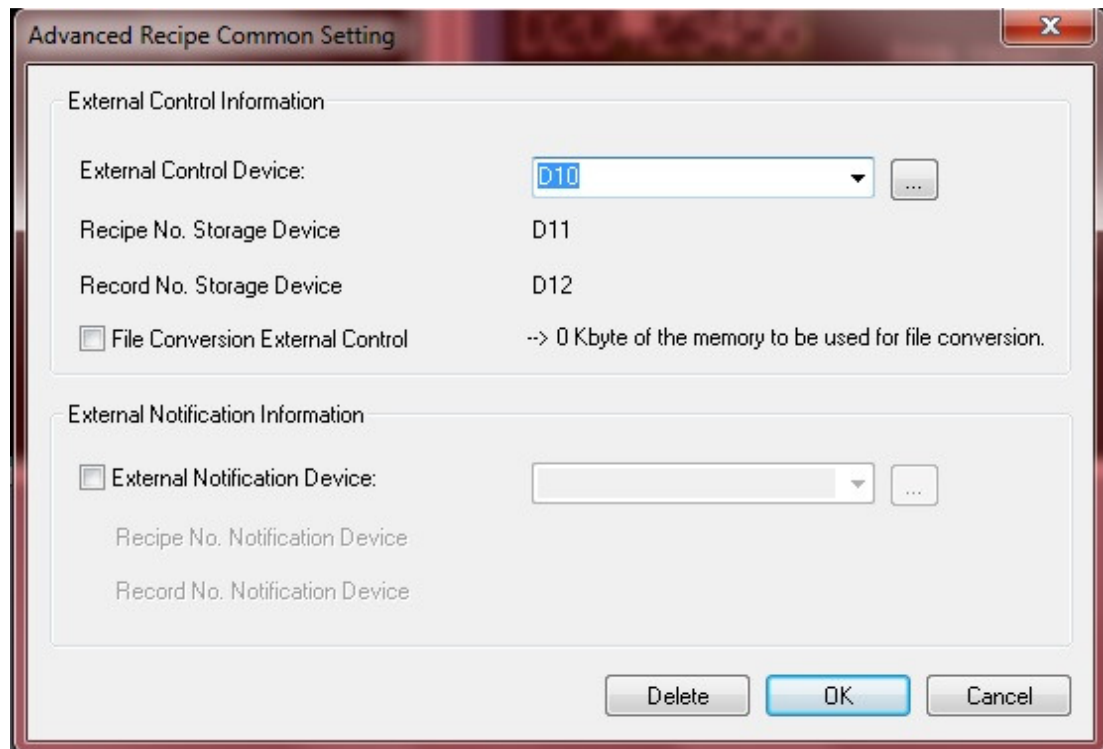 Advanced Recipe Common Setting
External Control Information
External Control Device: D10 ...
Recipe No. Storage Device D11
Record No. Storage Device D12
File Conversion External Control --> 0 Kbyte of the memory to be used for file conversion.
External Notification Information
External Notification Device: ...
Recipe No. Notification Device
Record No. Notification Device
Delete OK Cancel